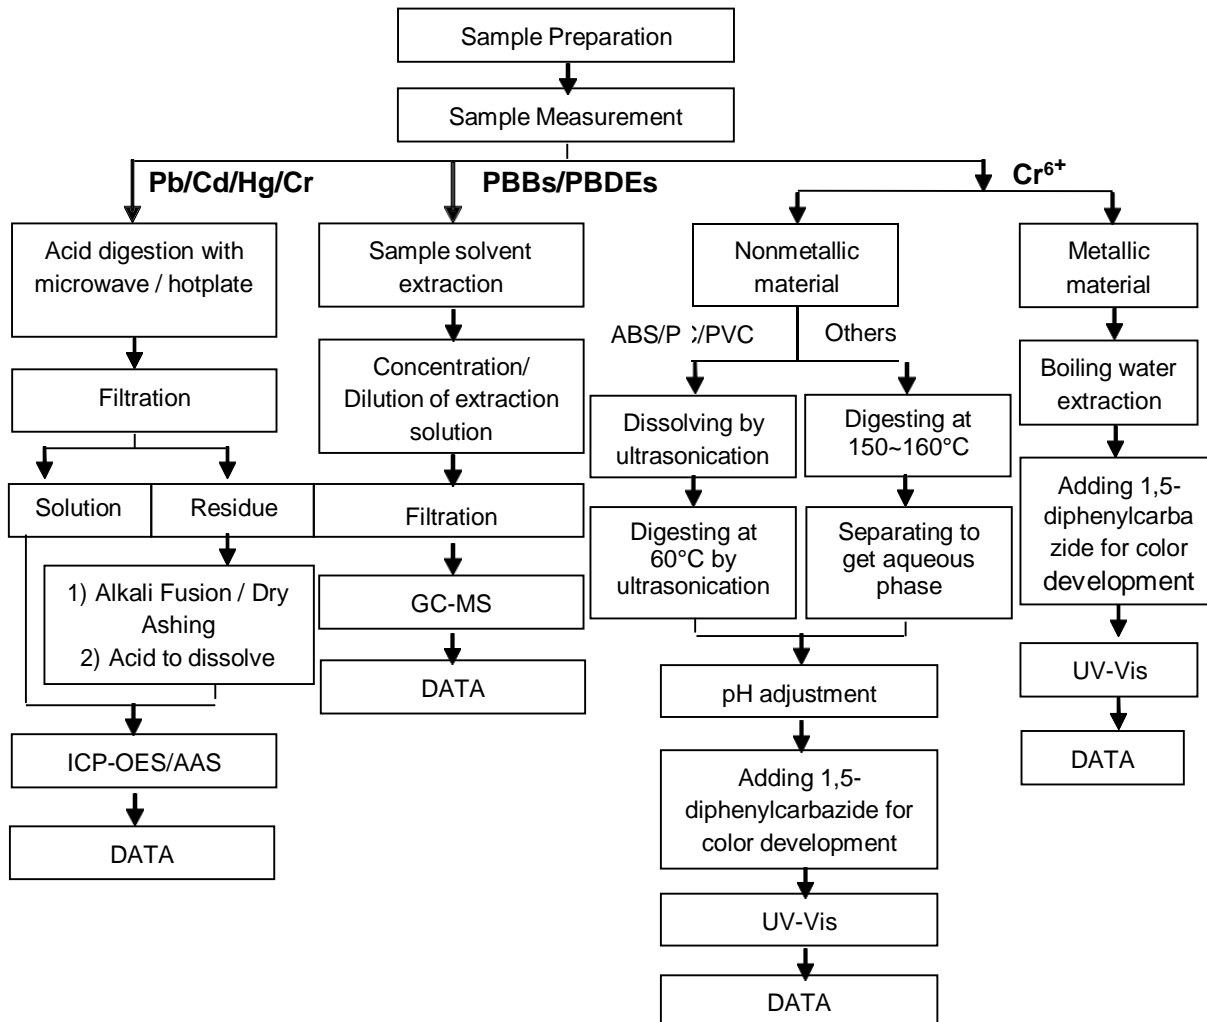 Sample Preparation
Sample Measurement
Pb/Cd/Hg/Cr
PBBs/PBDEs
Cr⁶⁺
Acid digestion with
microwave / hotplate
Filtration
Solution
Residue
1) Alkali Fusion / Dry
Ashing
2) Acid to dissolve
ICP-OES/AAS
DATA
Sample solvent
extraction
Concentration/
Dilution of extraction
solution
Filtration
GC-MS
DATA
Nonmetallic
material
ABS/PC/PVC
Others
Dissolving by
ultrasonication
Digesting at
60°C by
ultrasonication
Digesting at
150~160°C
Separating to
get aqueous
phase
pH adjustment
Adding 1,5-
diphenylcarbazide for
color development
UV-Vis
DATA
Metallic
material
Boiling water
extraction
Adding 1,5-
diphenylcarba
zide for color
development
UV-Vis
DATA